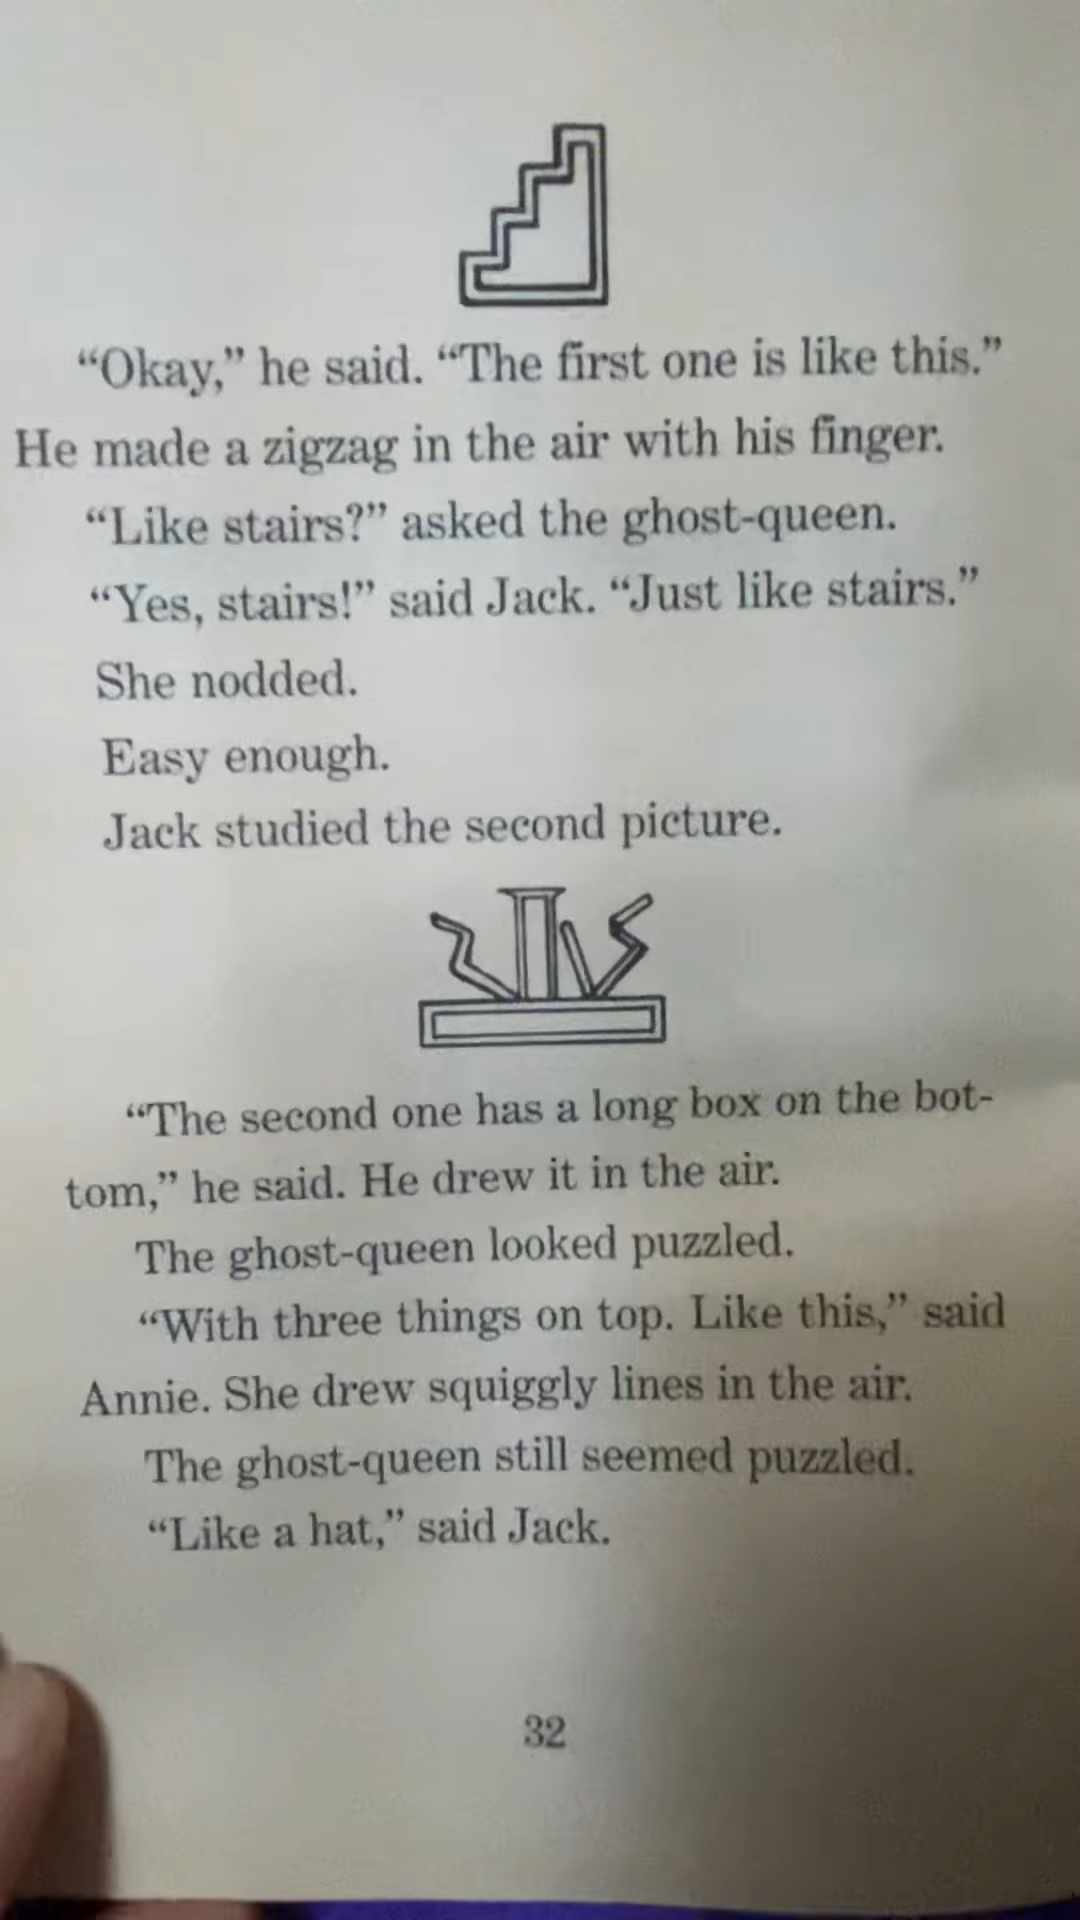 “Okay,” he said. “The first one is like this.”
He made a zigzag in the air with his finger.
“Like stairs?” asked the ghost-queen.
“Yes, stairs!” said Jack. “Just like stairs.”
She nodded.
Easy enough.
Jack studied the second picture.
“The second one has a long box on the bot-
tom,” he said. He drew it in the air.
The ghost-queen looked puzzled.
“With three things on top. Like this,” said
Annie. She drew squiggly lines in the air.
The ghost-queen still seemed puzzled.
“Like a hat,” said Jack.
32